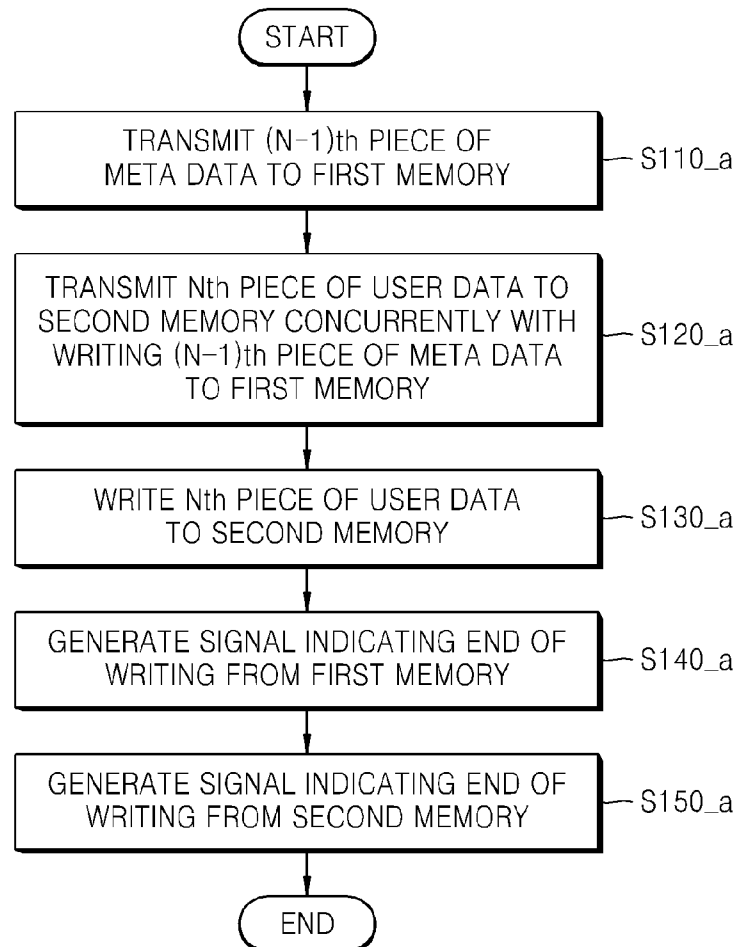 START
TRANSMIT (N-1)th PIECE OF
META DATA TO FIRST MEMORY
S110_a
TRANSMIT Nth PIECE OF USER DATA TO
SECOND MEMORY CONCURRENTLY WITH
WRITING (N-1)th PIECE OF META DATA
TO FIRST MEMORY
S120_a
WRITE Nth PIECE OF USER DATA
TO SECOND MEMORY
S130_a
GENERATE SIGNAL INDICATING END OF
WRITING FROM FIRST MEMORY
S140_a
GENERATE SIGNAL INDICATING END OF
WRITING FROM SECOND MEMORY
S150_a
END